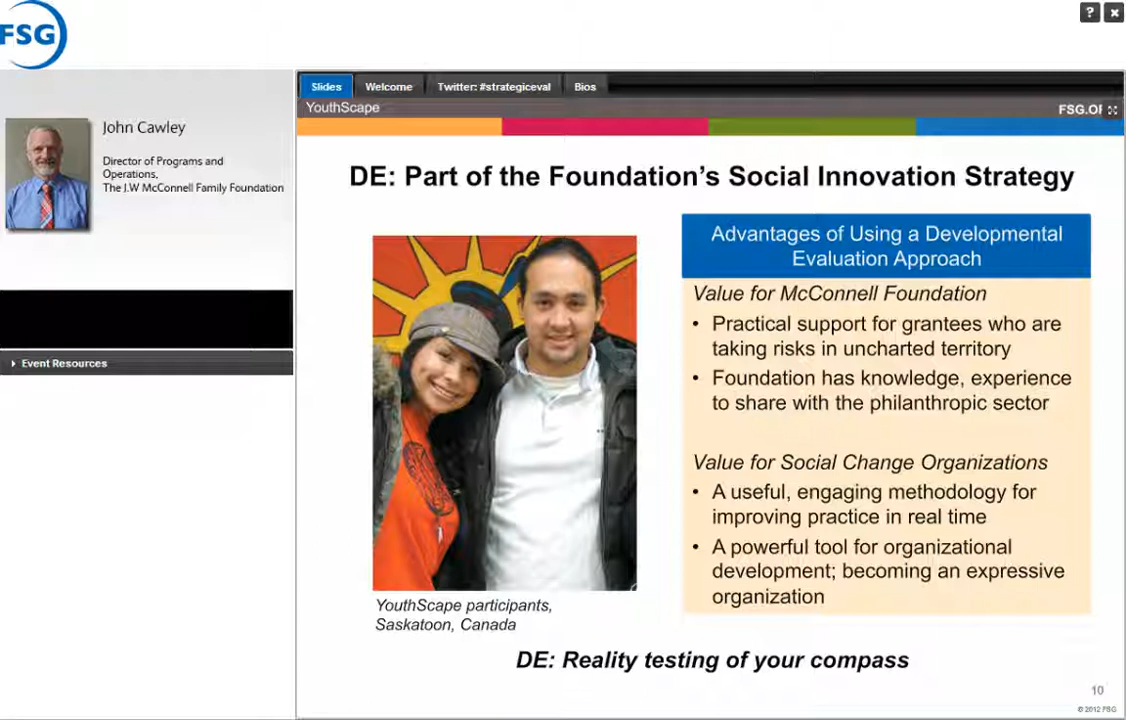 ? ×
FSG
Slides Welcome Twitter: #strategiceval Bios
YouthScape FSG.OR
John Cawley
Director of Programs and
Operations,
The J.W McConnell Family Foundation
Event Resources
DE: Part of the Foundation's Social Innovation Strategy
Advantages of Using a Developmental
Evaluation Approach
Value for McConnell Foundation
• Practical support for grantees who are
taking risks in uncharted territory
• Foundation has knowledge, experience
to share with the philanthropic sector
Value for Social Change Organizations
• A useful, engaging methodology for
improving practice in real time
• A powerful tool for organizational
development; becoming an expressive
organization
YouthScape participants,
Saskatoon, Canada
DE: Reality testing of your compass
10
© 2012 FSG